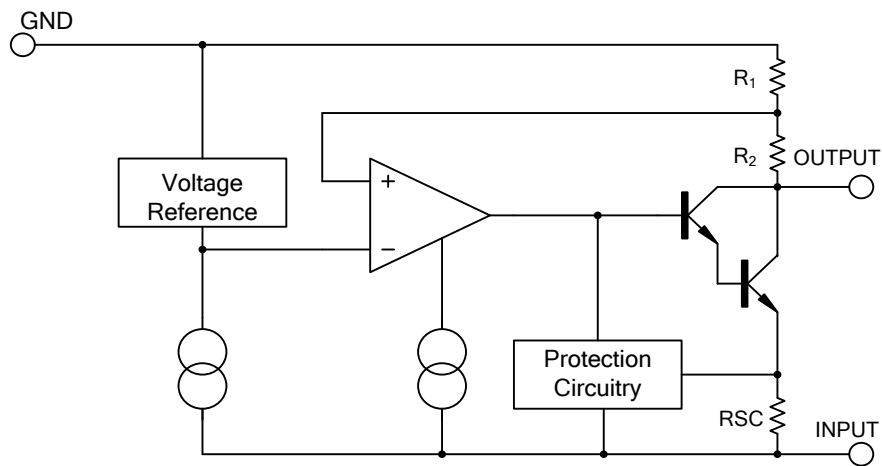 GND
R₁
R₂
OUTPUT
Voltage
Reference
+
−
Protection
Circuitry
RSC
INPUT